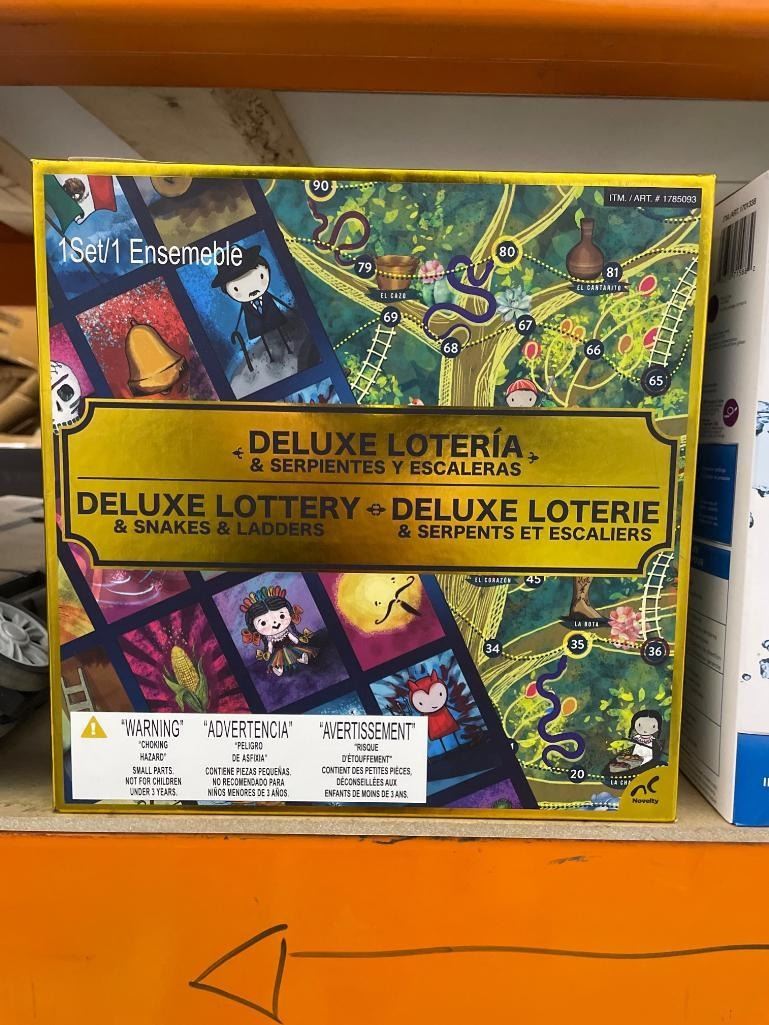 ITM. / ART. # 1785093
1Set/1 Ensemeble
90
79
80
81
EL CAZO
EL CANTARITO
69
68
67
66
65
DELUXE LOTERÍA
& SERPIENTES Y ESCALERAS
DELUXE LOTTERY
& SNAKES & LADDERS
DELUXE LOTERIE
& SERPENTS ET ESCALIERS
EL CORAZÓN
45
LA BOTA
34
35
36
20
"WARNING"
"CHOKING
HAZARD"
SMALL PARTS.
NOT FOR CHILDREN
UNDER 3 YEARS.
"ADVERTENCIA"
"PELIGRO
DE ASFIXIA"
CONTIENE PIEZAS PEQUEÑAS.
NO RECOMENDADO PARA
NIÑOS MENORES DE 3 AÑOS.
"AVERTISSEMENT"
"RISQUE
D'ÉTOUFFEMENT"
CONTIENT DES PETITES PIÈCES,
DÉCONSEILLÉES AUX
ENFANTS DE MOINS DE 3 ANS.
Novelty